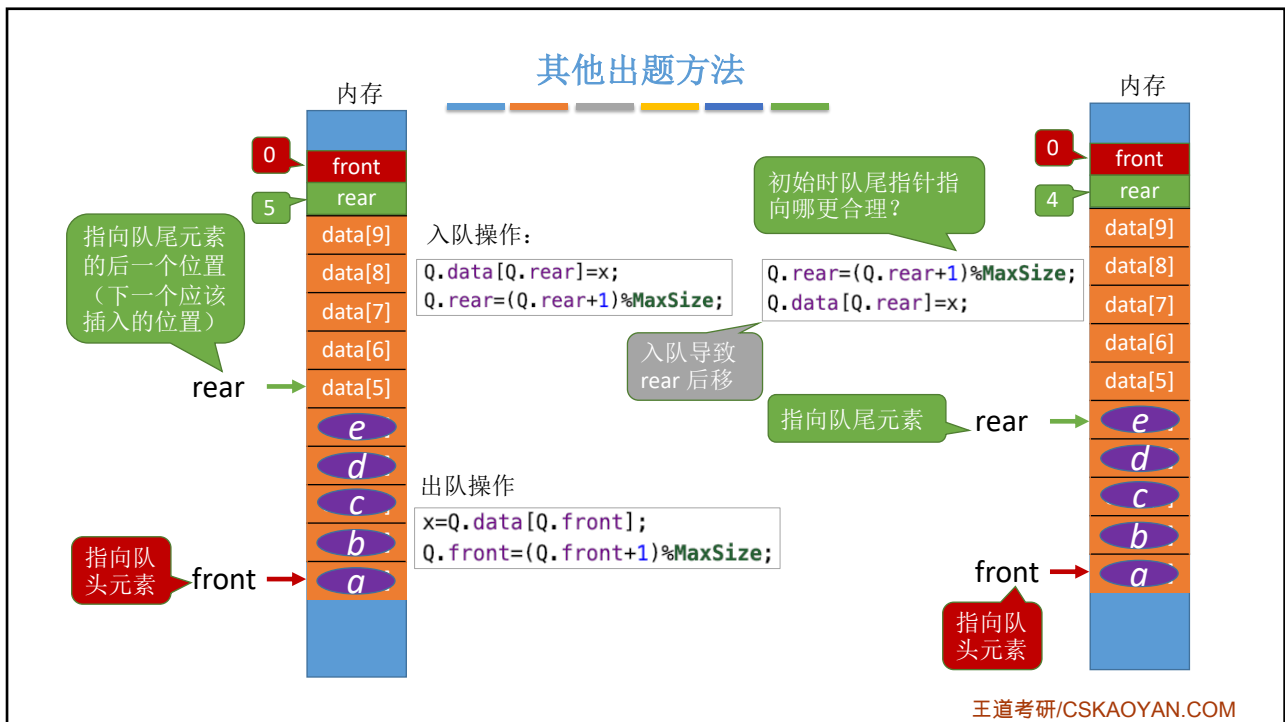 其他出题方法
内存
0
front
5
rear
data[9]
data[8]
data[7]
data[6]
data[5]
e
d
c
b
a
指向队尾元素
的后一个位置
（下一个应该
插入的位置）
rear
指向队
头元素
front
入队操作：
Q.data[Q.rear]=x;
Q.rear=(Q.rear+1)%MaxSize;
出队操作
x=Q.data[Q.front];
Q.front=(Q.front+1)%MaxSize;
初始时队尾指针指
向哪更合理？
Q.rear=(Q.rear+1)%MaxSize;
Q.data[Q.rear]=x;
入队导致
rear 后移
指向队尾元素
rear
front
指向队
头元素
内存
0
front
4
rear
data[9]
data[8]
data[7]
data[6]
data[5]
e
d
c
b
a
王道考研/CSKAOYAN.COM